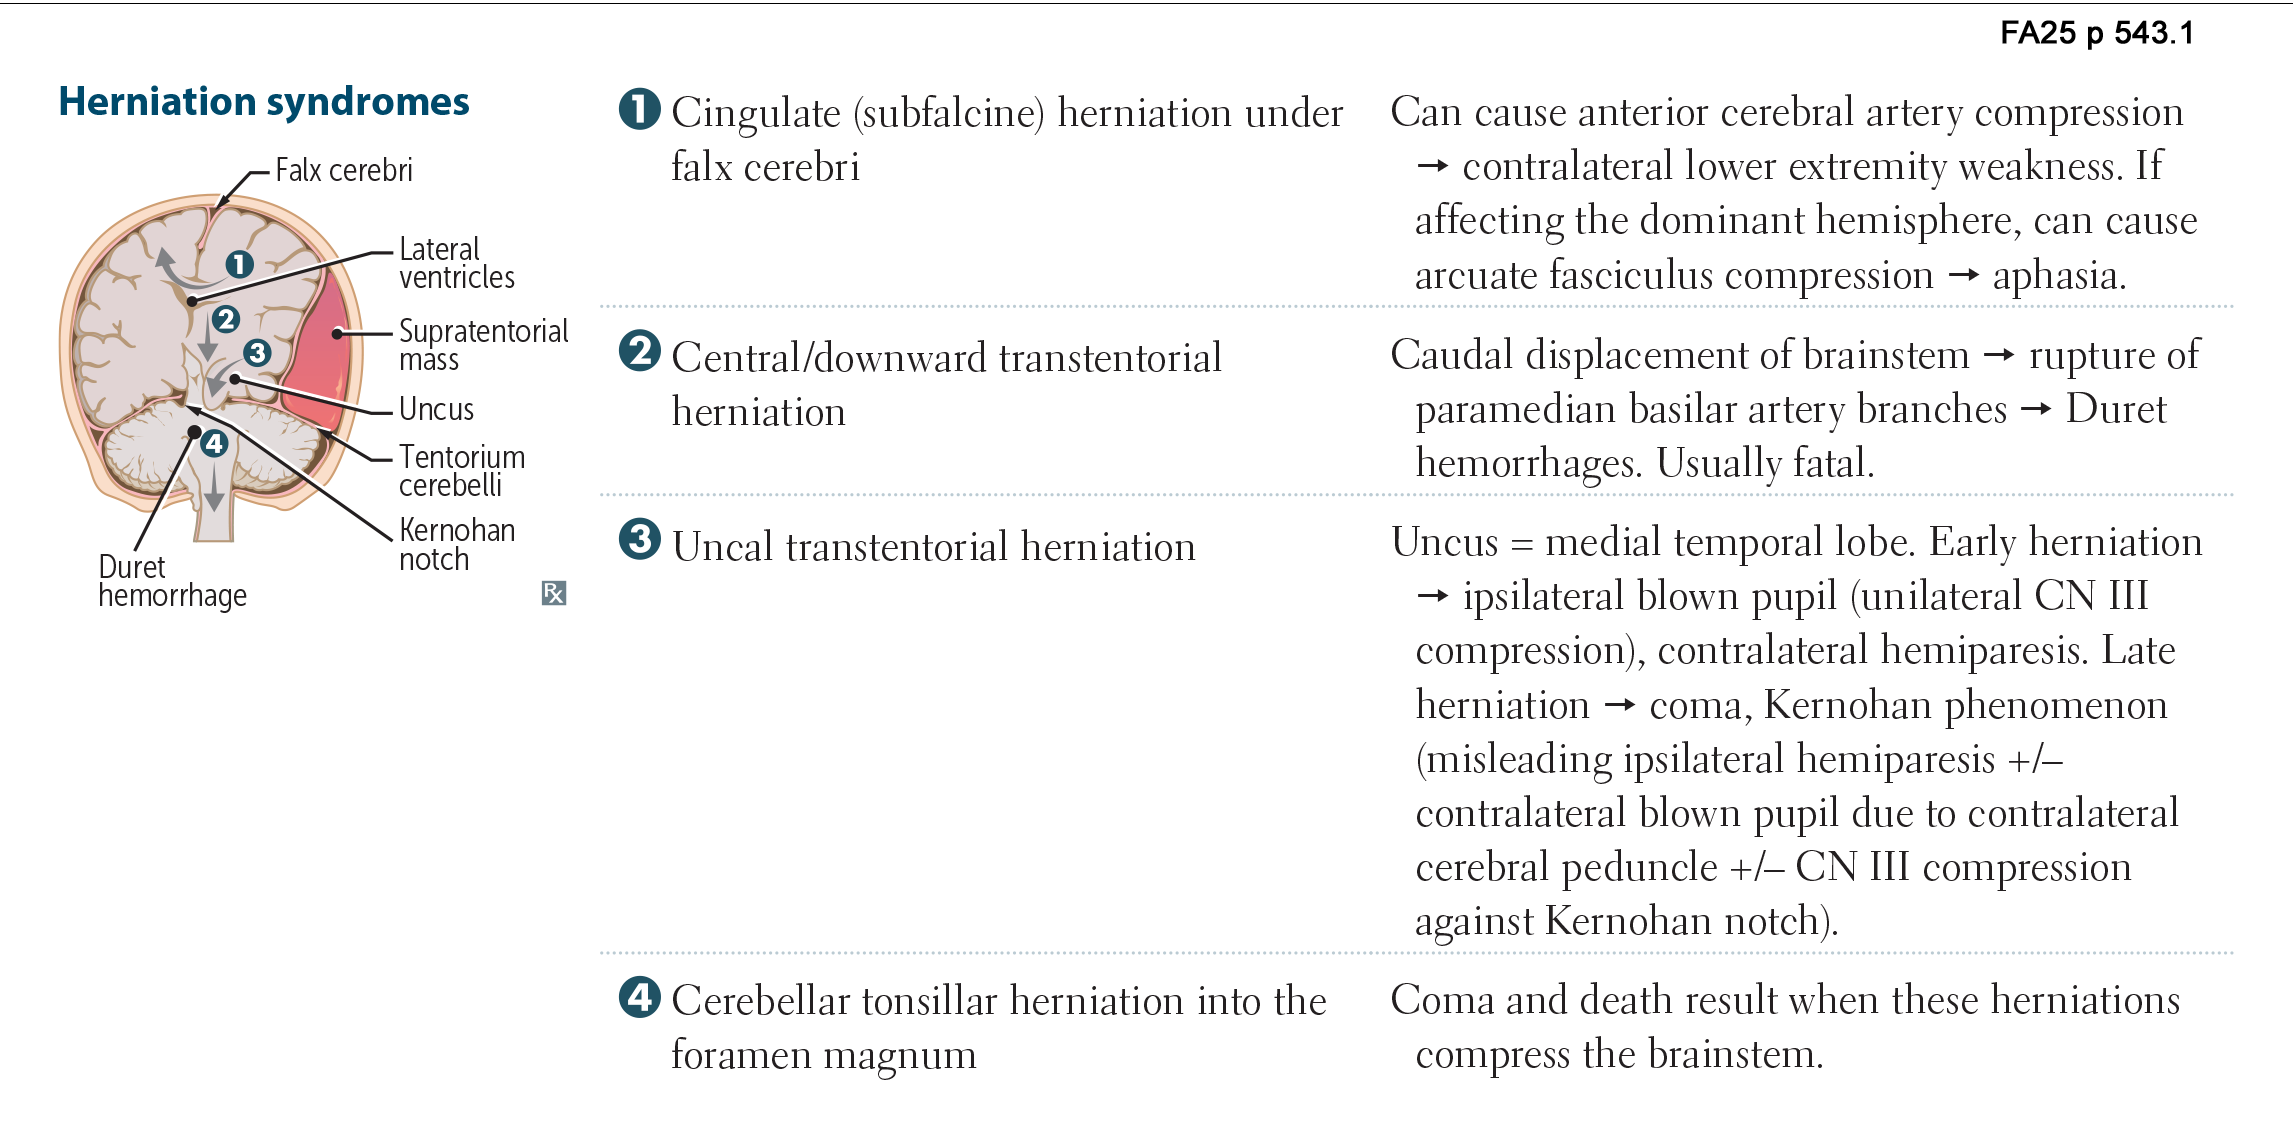 FA25 p 543.1
Herniation syndromes
Falx cerebri
Lateral
ventricles
Supratentorial
mass
Uncus
Tentorium
cerebelli
Kernohan
notch
Duret
hemorrhage
1
2
3
4
Rx
1 Cingulate (subfalcine) herniation under
falx cerebri
Can cause anterior cerebral artery compression
→ contralateral lower extremity weakness. If
affecting the dominant hemisphere, can cause
arcuate fasciculus compression → aphasia.
2 Central/downward transtentorial
herniation
Caudal displacement of brainstem → rupture of
paramedian basilar artery branches → Duret
hemorrhages. Usually fatal.
3 Uncal transtentorial herniation
Uncus = medial temporal lobe. Early herniation
→ ipsilateral blown pupil (unilateral CN III
compression), contralateral hemiparesis. Late
herniation → coma, Kernohan phenomenon
(misleading ipsilateral hemiparesis +/–
contralateral blown pupil due to contralateral
cerebral peduncle +/– CN III compression
against Kernohan notch).
4 Cerebellar tonsillar herniation into the
foramen magnum
Coma and death result when these herniations
compress the brainstem.